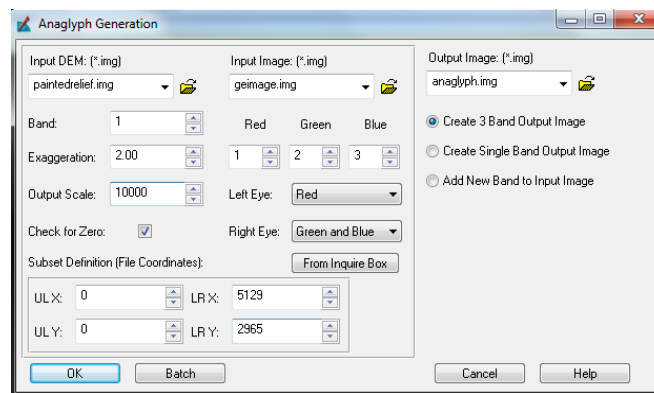 Anaglyph Generation
Input DEM: (*.img)
Input Image: (*.img)
Output Image: (*.img)
paintedrelief.img
geimage.img
anaglyph.img
Band: 1
Red Green Blue
Create 3 Band Output Image
Exaggeration: 2.00
1 2 3
Create Single Band Output Image
Output Scale: 10000
Left Eye: Red
Add New Band to Input Image
Check for Zero:
Right Eye: Green and Blue
Subset Definition (File Coordinates):
From Inquire Box
UL X: 0 LR X: 5129
UL Y: 0 LR Y: 2965
OK Batch Cancel Help